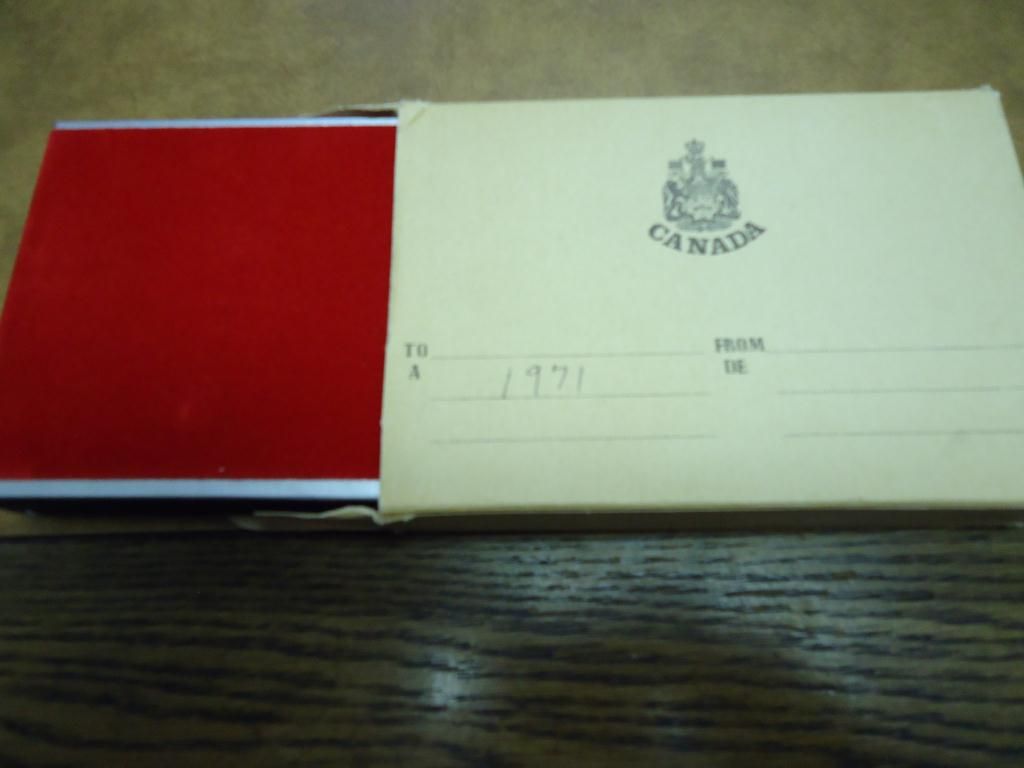 CANADA
TO FROM
A DE
1971